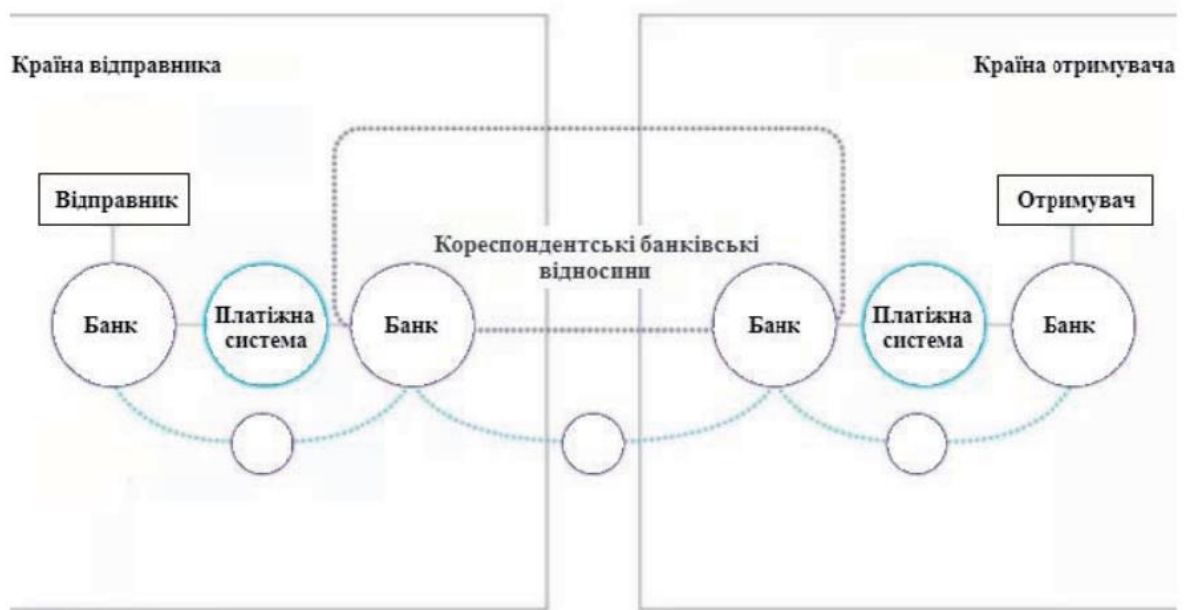 Країна відправника
Країна отримувача
Відправник
Отримувач
Кореспондентські банківські
відносини
Банк
Платіжна
система
Банк
Банк
Платіжна
система
Банк